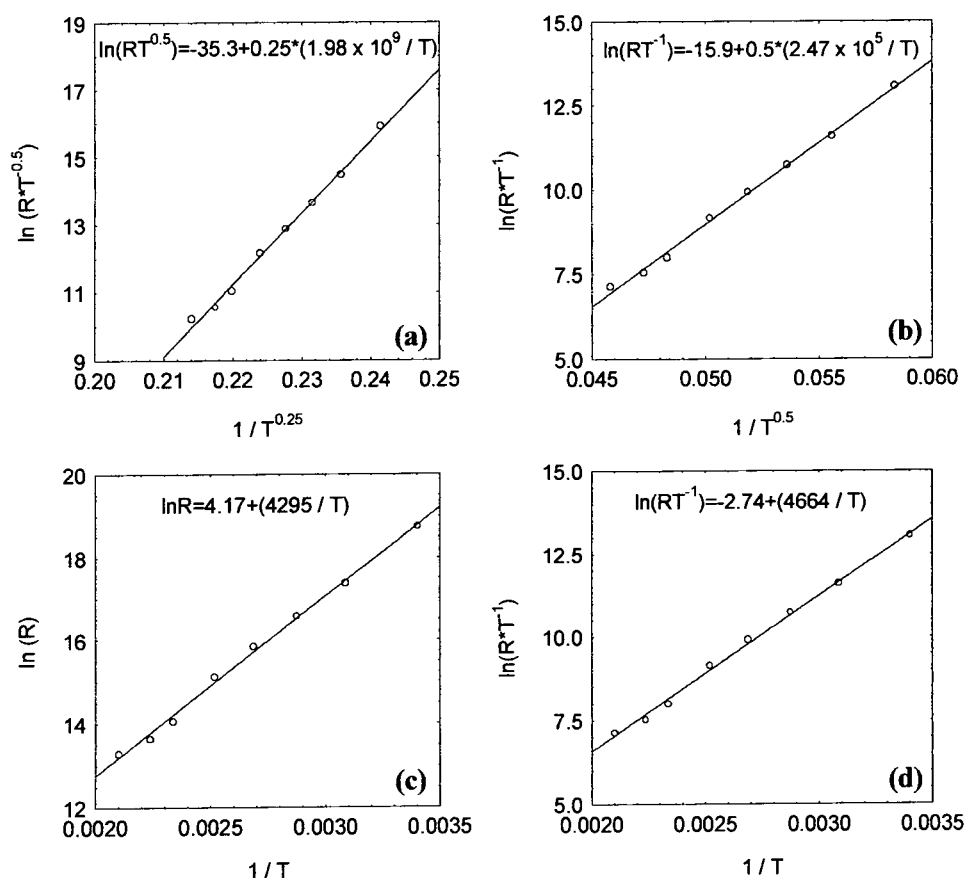 19
17
15
13
11
9
ln (R*T^-0.5)
ln(RT^0.5)=-35.3+0.25*(1.98 x 10^9 / T)
(a)
0.20 0.21 0.22 0.23 0.24 0.25
1 / T^0.25
15.0
12.5
10.0
7.5
5.0
ln(R*T^-1)
ln(RT^-1)=-15.9+0.5*(2.47 x 10^5 / T)
(b)
0.045 0.050 0.055 0.060
1 / T^0.5
20
18
16
14
12
ln (R)
lnR=4.17+(4295 / T)
(c)
0.0020 0.0025 0.0030 0.0035
1 / T
15.0
12.5
10.0
7.5
5.0
ln(R*T^-1)
ln(RT^-1)=-2.74+(4664 / T)
(d)
0.0020 0.0025 0.0030 0.0035
1 / T